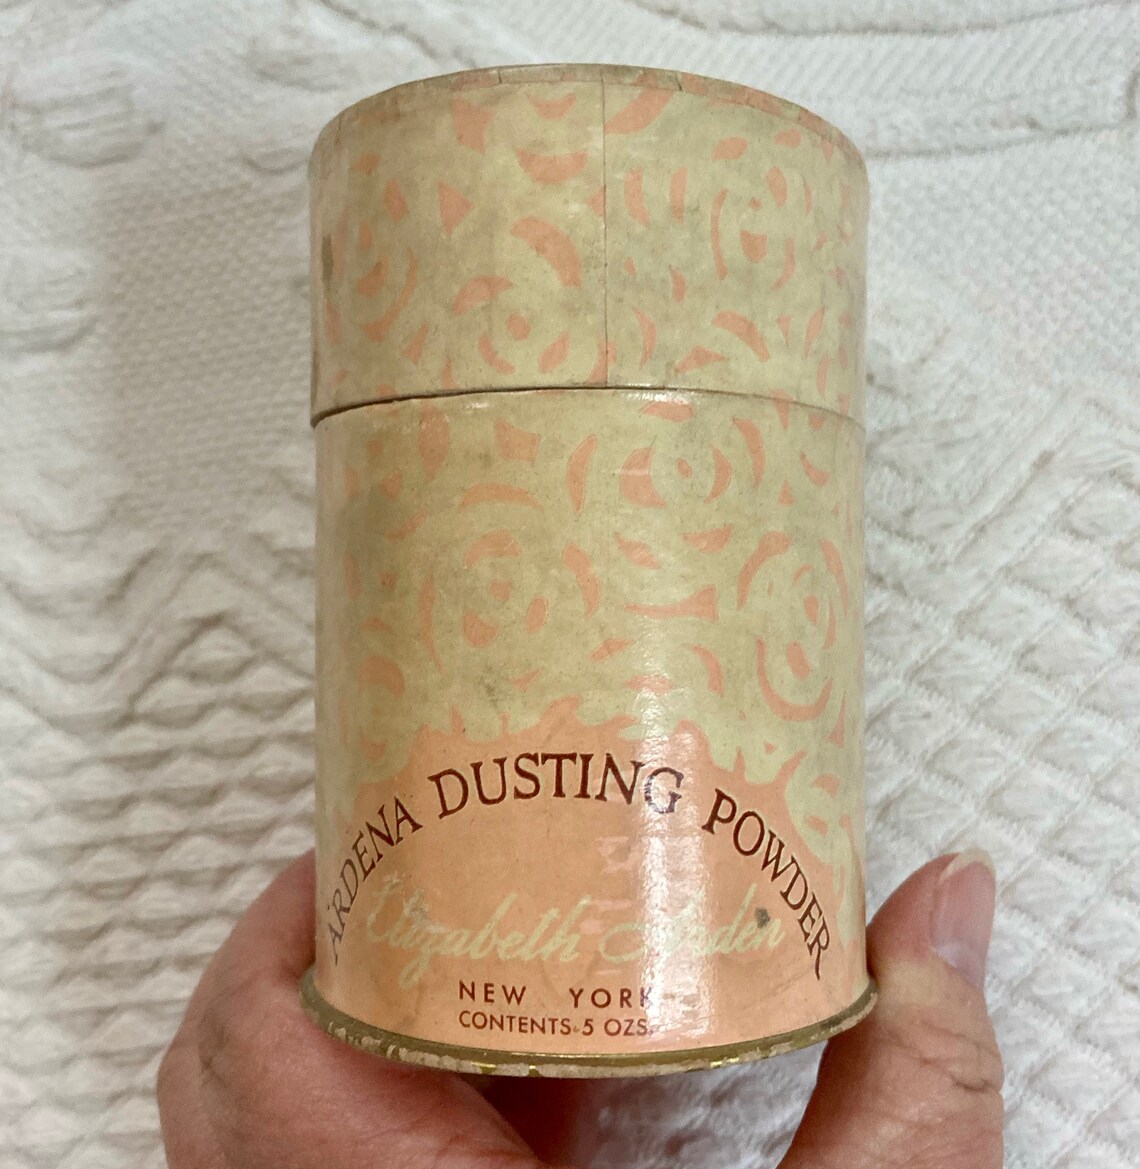 ARDENA DUSTING POWDER
Elizabeth Arden
NEW YORK
CONTENTS 5 OZS.